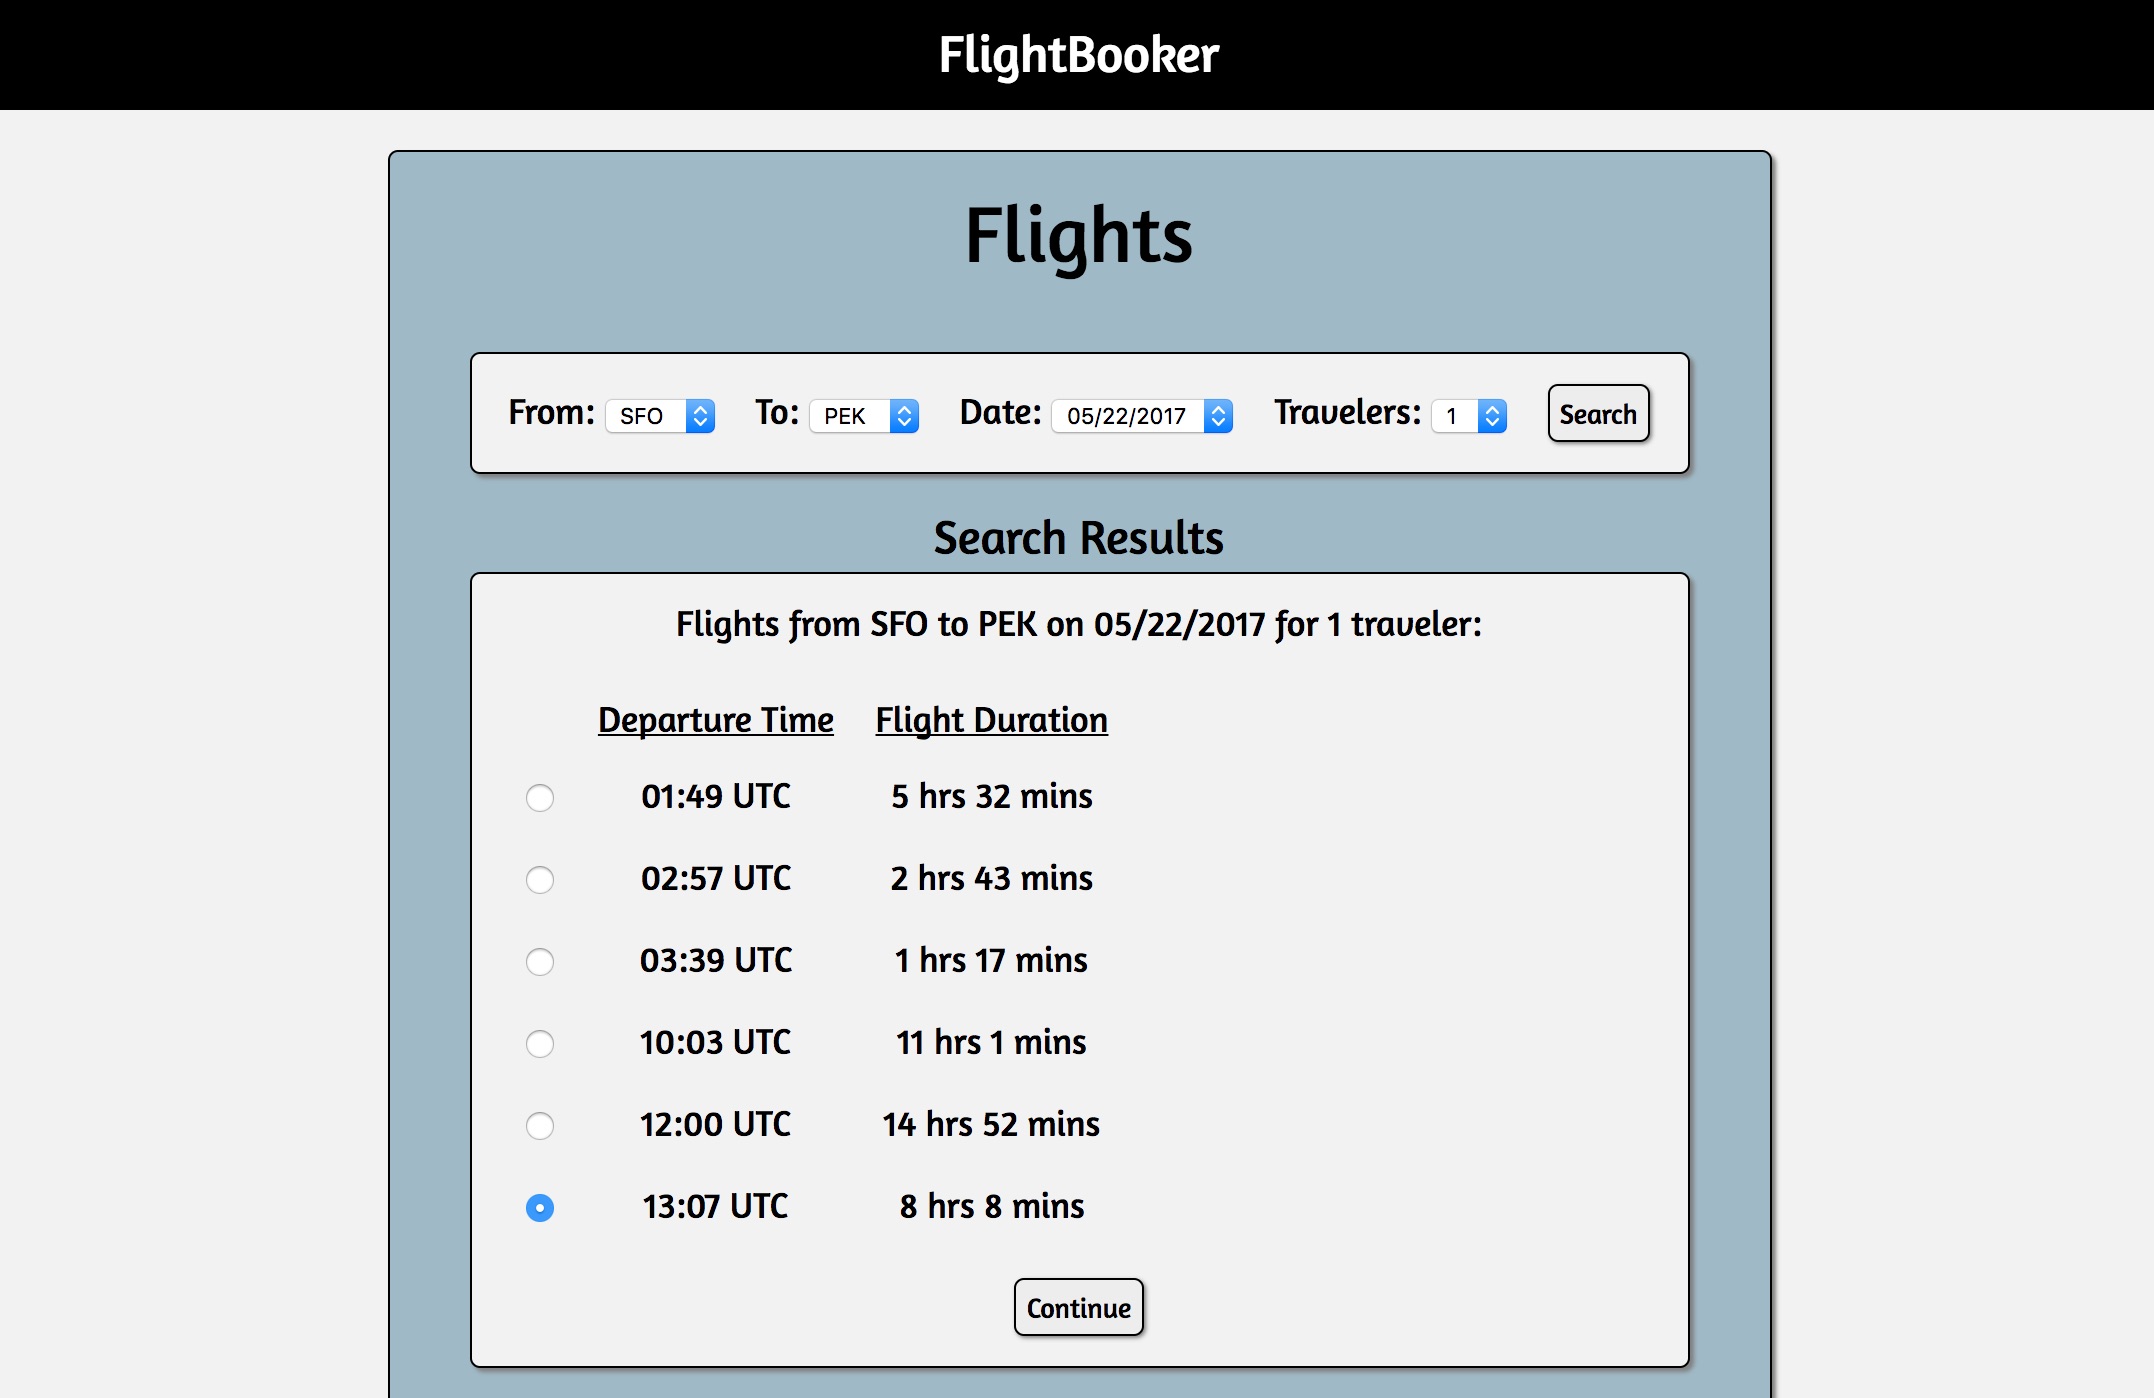 FlightBooker
Flights
From: SFO To: PEK Date: 05/22/2017 Travelers: 1 Search
Search Results
Flights from SFO to PEK on 05/22/2017 for 1 traveler:
Departure Time Flight Duration
01:49 UTC 5 hrs 32 mins
02:57 UTC 2 hrs 43 mins
03:39 UTC 1 hrs 17 mins
10:03 UTC 11 hrs 1 mins
12:00 UTC 14 hrs 52 mins
13:07 UTC 8 hrs 8 mins
Continue